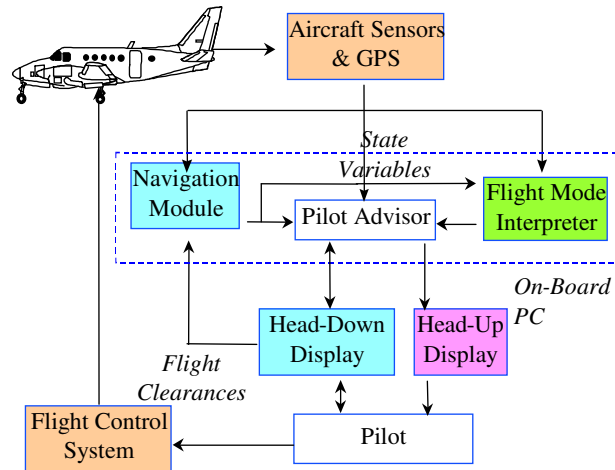 Aircraft Sensors
& GPS
State
Variables
Navigation
Module
Pilot Advisor
Flight Mode
Interpreter
On-Board
PC
Head-Down
Display
Head-Up
Display
Flight
Clearances
Flight Control
System
Pilot